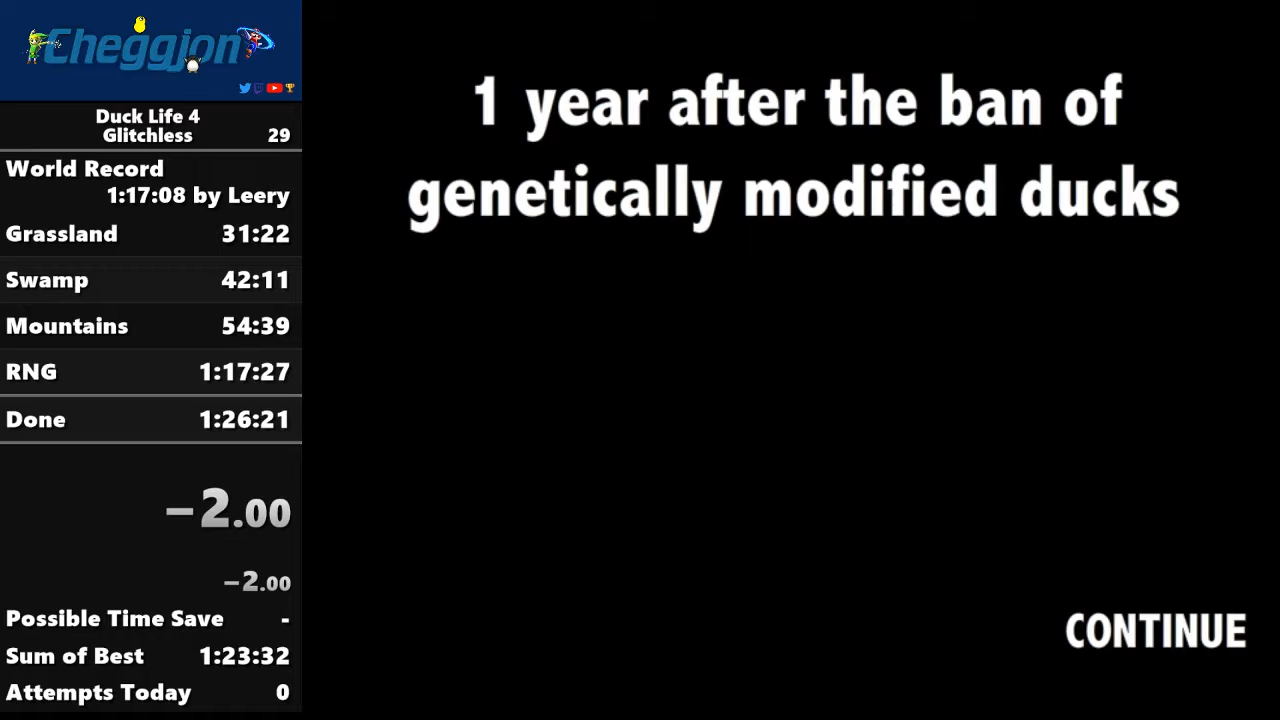 Cheggjon
Duck Life 4
Glitchless 29
World Record
1:17:08 by Leery
Grassland 31:22
Swamp 42:11
Mountains 54:39
RNG 1:17:27
Done 1:26:21
−2.00
−2.00
Possible Time Save -
Sum of Best 1:23:32
Attempts Today 0
1 year after the ban of
genetically modified ducks
CONTINUE